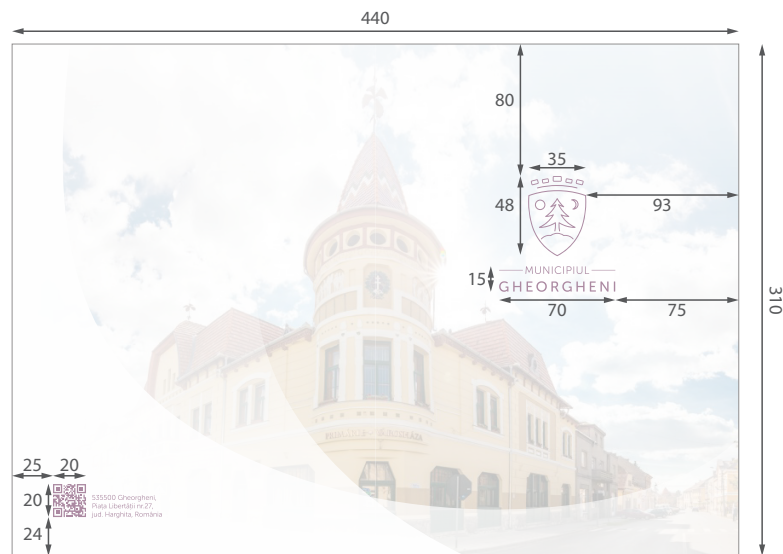 440
80
35
48
93
310
15
MUNICIPIUL
GHEORGHENI
70
75
25
20
20
535500 Gheorgheni,
Piața Libertății nr.27,
jud. Harghita, România
24